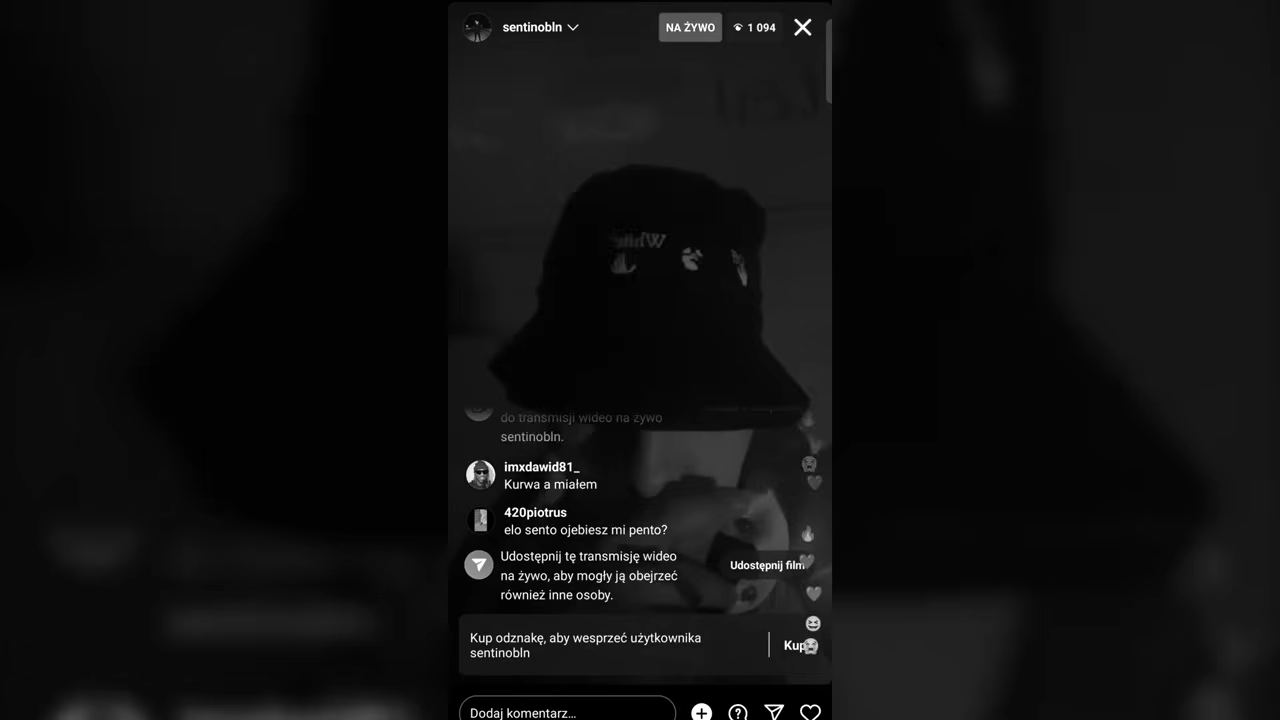 sentinobln
NA ŻYWO
1 094
do transmisji wideo na żywo
sentinobln.
imxdawid81_
Kurwa a miałem
420piotrus
elo sento ojebiesz mi pento?
Udostępnij tę transmisję wideo
na żywo, aby mogły ją obejrzeć
również inne osoby.
Udostępnij film
Kup odznakę, aby wesprzeć użytkownika
sentinobln
Kup
Dodaj komentarz...